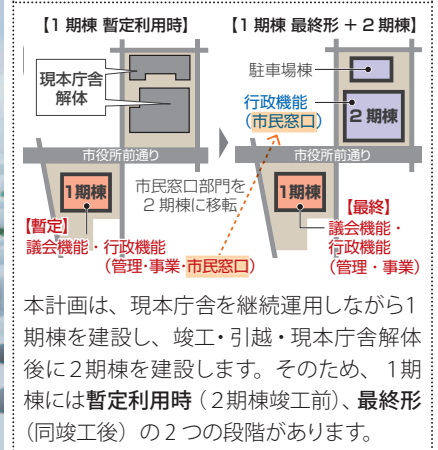 【1 期棟 暫定利用時】
現本庁舎
解体
市役所前通り
1期棟
市民窓口部門を
2 期棟に移転
【暫定】
議会機能・行政機能
（管理・事業・市民窓口）
【1 期棟 最終形 + 2 期棟】
駐車場棟
行政機能
（市民窓口）
2 期棟
市役所前通り
1期棟
【最終】
議会機能・
行政機能
（管理・事業）
本計画は、現本庁舎を継続運用しながら1
期棟を建設し、竣工・引越・現本庁舎解体
後に2期棟を建設します。そのため、1期
棟には暫定利用時（2期棟竣工前）、最終形
（同竣工後）の2つの段階があります。